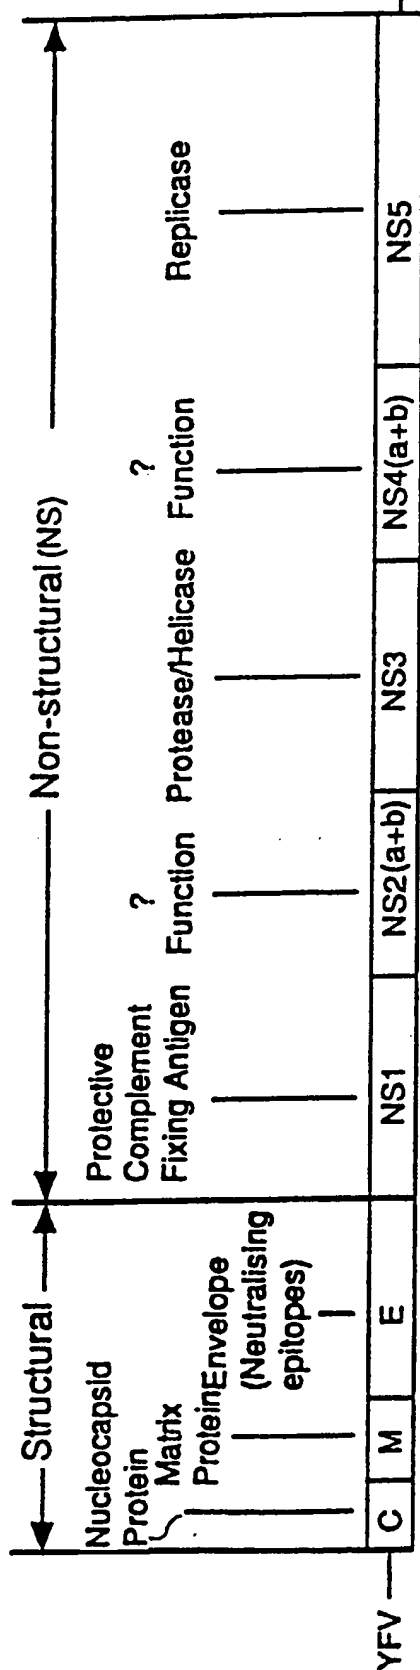 Structural
Non-structural (NS)
Nucleocapsid
Protein
Matrix
Protein
Envelope
(Neutralising
epitopes)
Protective
Complement
Fixing Antigen
?
Function
Protease/Helicase
?
Function
Replicase
YFV
C
M
E
NS1
NS2(a+b)
NS3
NS4(a+b)
NS5